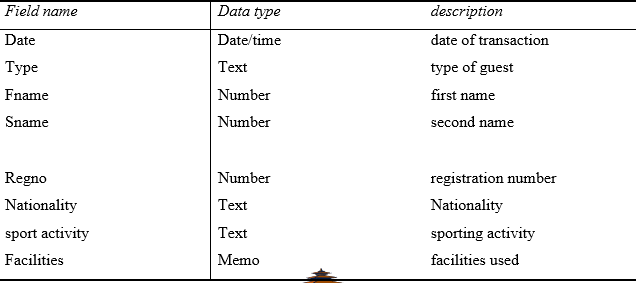 Field name Data type description
Date Date/time date of transaction
Type Text type of guest
Fname Number first name
Sname Number second name
Regno Number registration number
Nationality Text Nationality
sport activity Text sporting activity
Facilities Memo facilities used